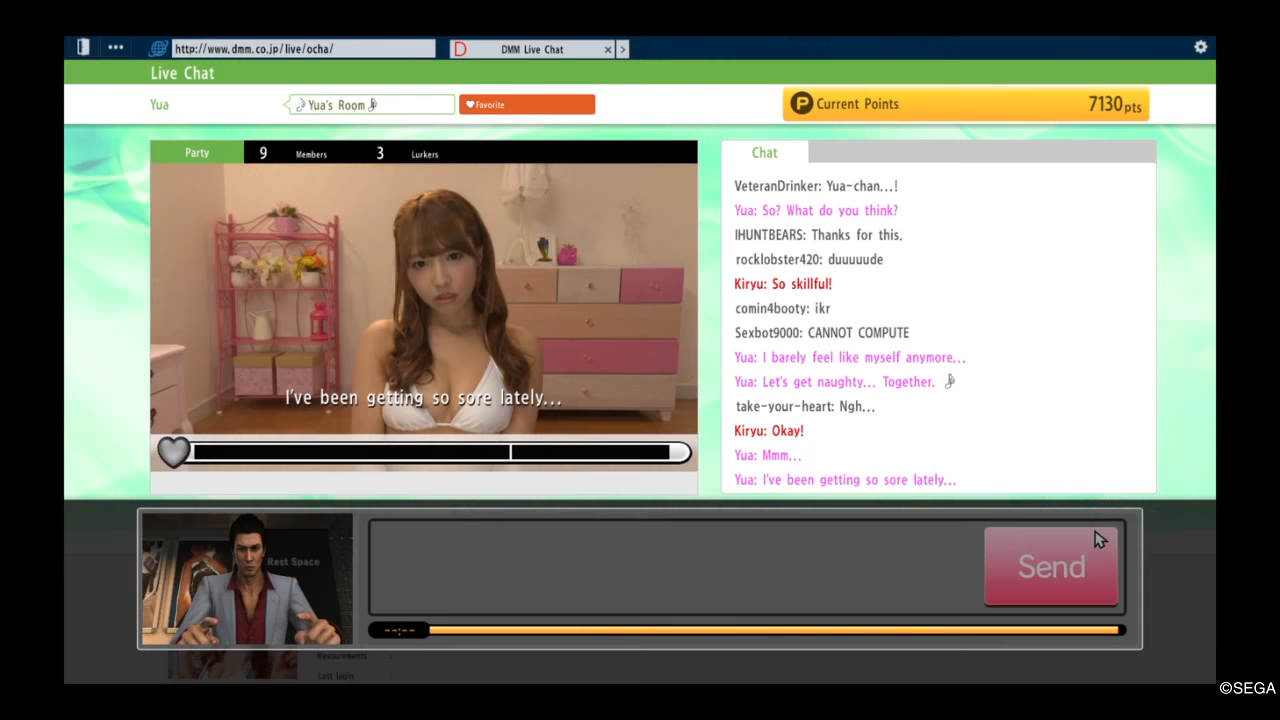 http://www.dmm.co.jp/live/ocha/
D DMM Live Chat × >
Live Chat
Yua
Yua's Room
Favorite
P Current Points 7130pts
Party 9 Members 3 Lurkers
I've been getting so sore lately...
Chat
VeteranDrinker: Yua-chan...!
Yua: So? What do you think?
IHUNTBEARS: Thanks for this.
rocklobster420: duuuuude
Kiryu: So skillful!
comin4booty: ikr
Sexbot9000: CANNOT COMPUTE
Yua: I barely feel like myself anymore...
Yua: Let's get naughty... Together.
take-your-heart: Ngh...
Kiryu: Okay!
Yua: Mmm...
Yua: I've been getting so sore lately...
Rest Space
Send
--:--
Measurements
Last login
©SEGA